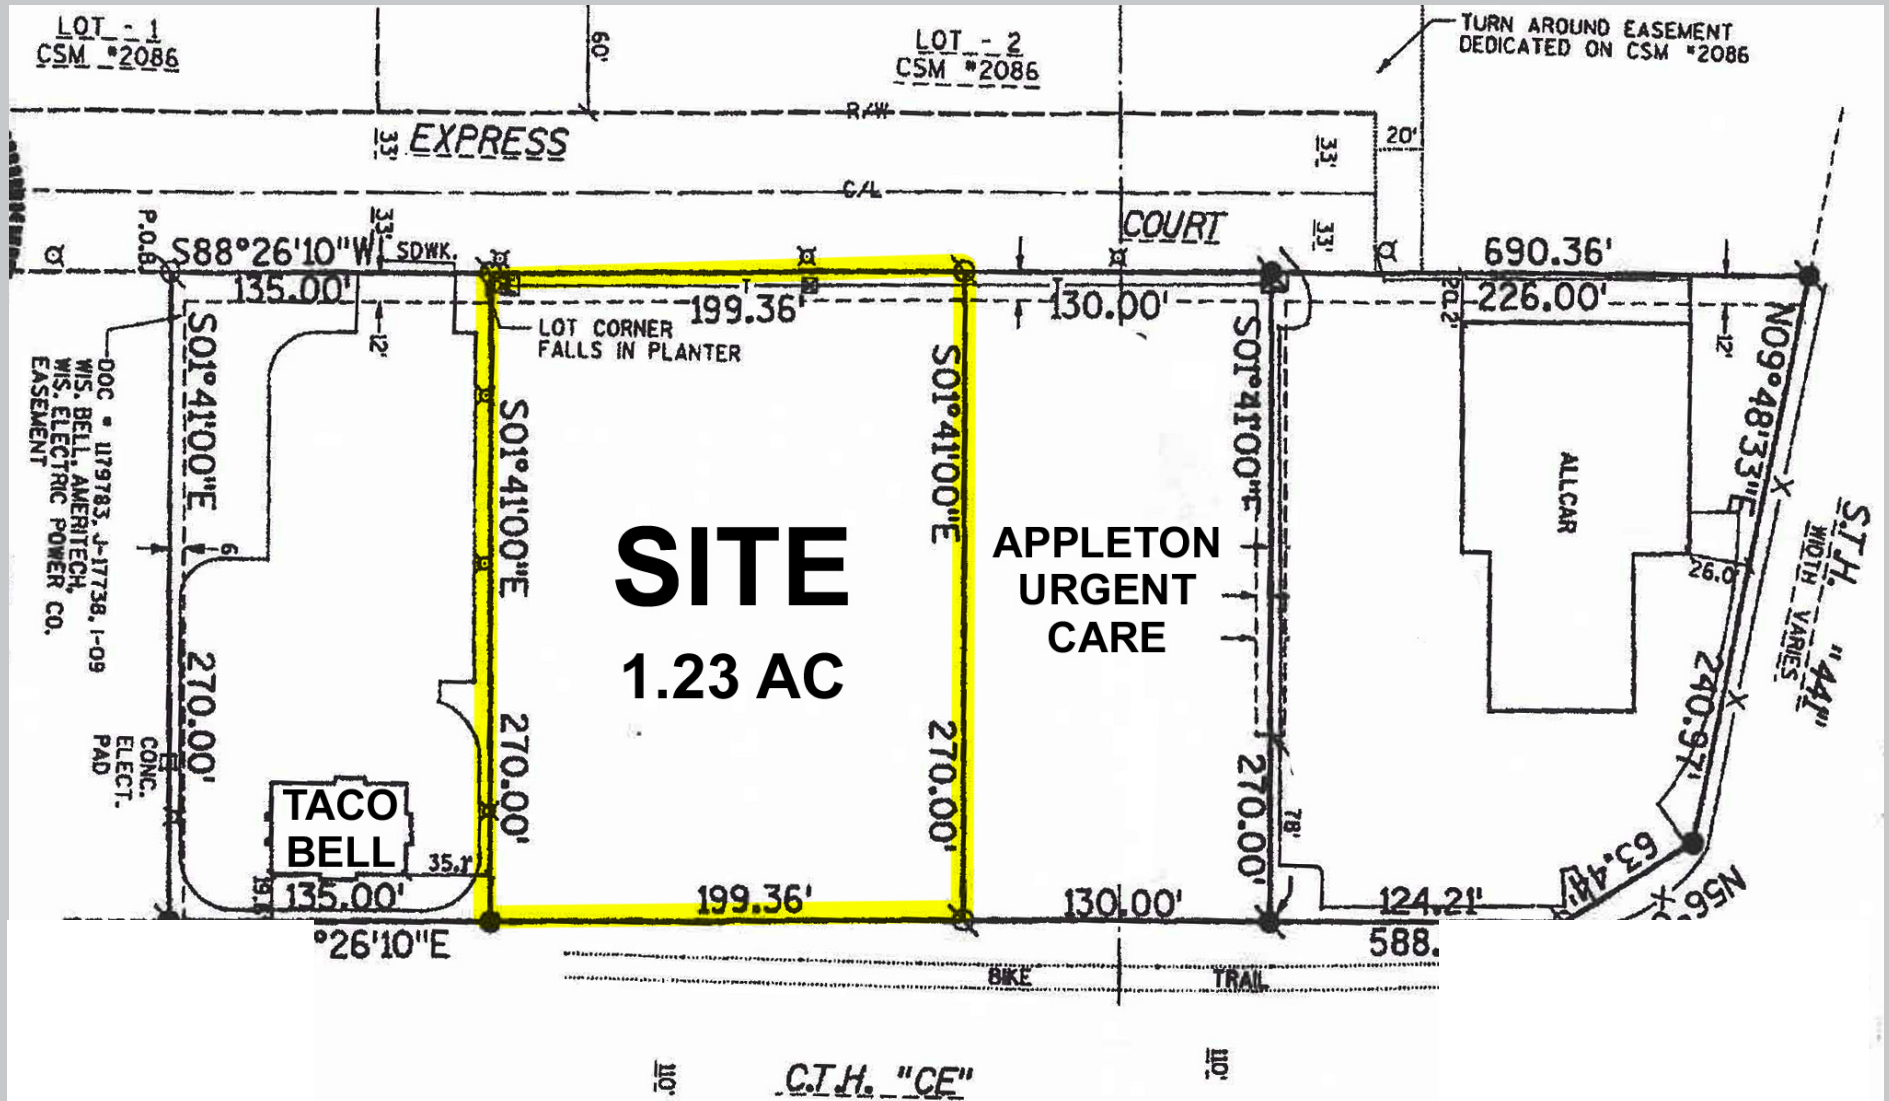 LOT - 1
CSM #2086
60'
LOT - 2
CSM #2086
TURN AROUND EASEMENT
DEDICATED ON CSM #2086
R/W
33'
EXPRESS
33'
20'
C/L
P.O.B.
33'
COURT
33'
S88°26'10"W
SDWK.
690.36'
135.00'
T
199.36'
T
130.00'
20.2'
226.00'
12'
LOT CORNER
FALLS IN PLANTER
12'
DOC # 1179783, J-17738, I-09
WIS. BELL, AMERITECH,
WIS. ELECTRIC POWER CO.
EASEMENT
S01°41'00"E
S01°41'00"E
S01°41'00"E
S01°41'00"E
N09°48'33"E
ALLCAR
S.T.H. "441"
WIDTH VARIES
6
SITE
1.23 AC
APPLETON
URGENT
CARE
26.0'
270.00'
270.00'
270.00'
270.00'
240.97'
CONC.
ELECT.
PAD
TACO
BELL
35.1'
78'
63.44'
135.00'
199.36'
130.00'
124.21'
N56°
°26'10"E
588.
BIKE TRAIL
110'
C.T.H. "CE"
110'